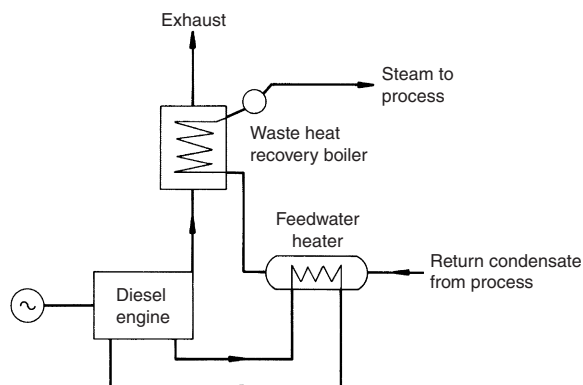 Exhaust
Steam to
process
Waste heat
recovery boiler
Feedwater
heater
Return condensate
from process
Diesel
engine